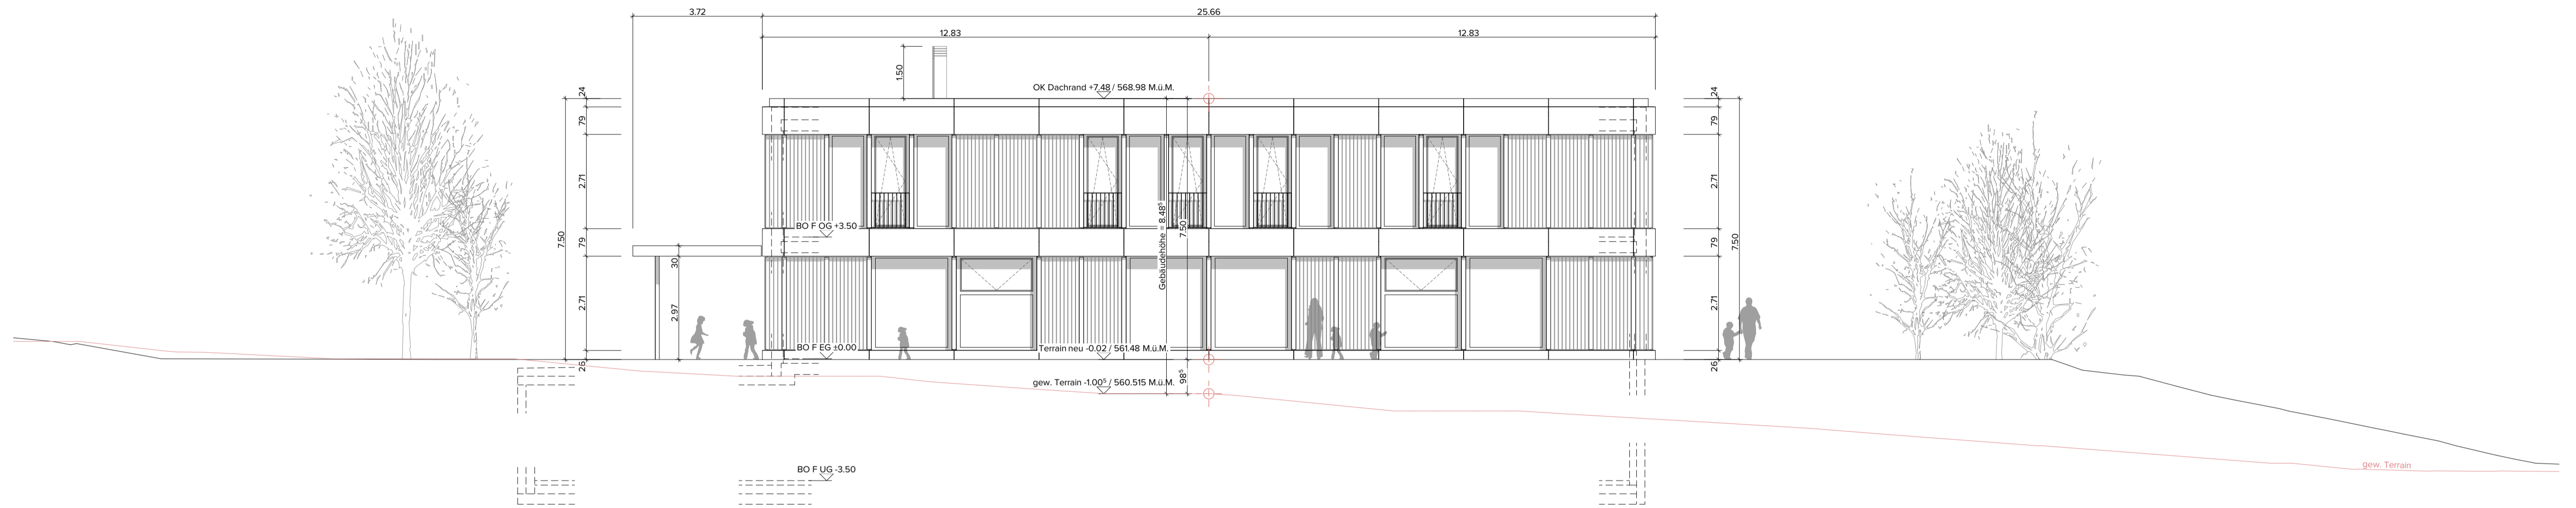 3.72
25.66
12.83
12.83
1.50
OK Dachrand +7.48 / 568.98 M.ü.M.
24
79
2.71
79
2.71
26
7.50
24
79
2.71
79
2.71
26
7.50
BO F OG +3.50
Gebäudehöhe = 8.48⁵
7.50
30
2.97
BO F EG ±0.00
Terrain neu -0.02 / 561.48 M.ü.M.
98⁵
gew. Terrain -1.00⁵ / 560.515 M.ü.M.
BO F UG -3.50
gew. Terrain